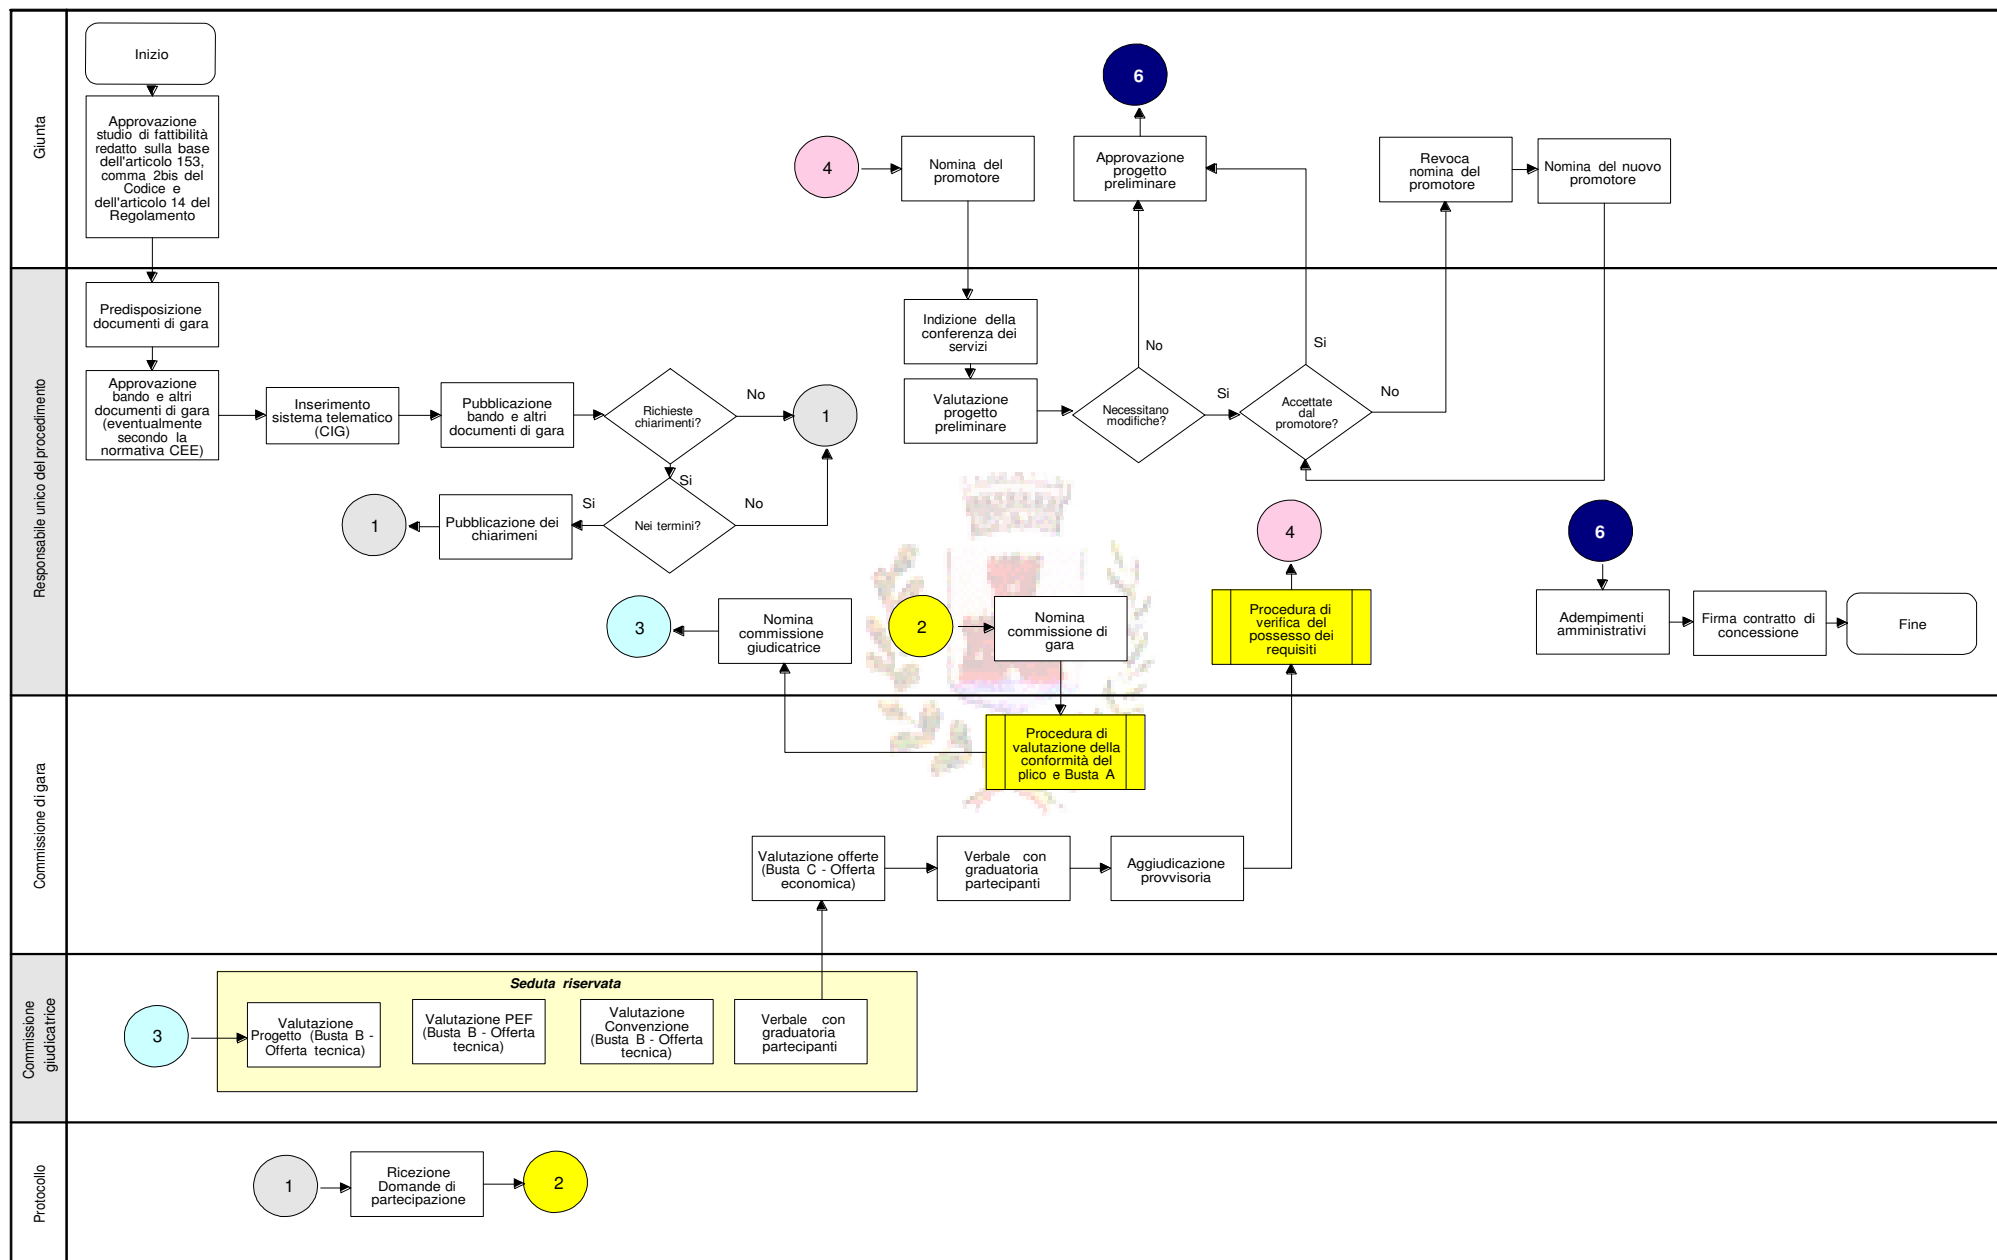 Giunta
Inizio
Approvazione
studio di fattibilità
redatto sulla base
dell'articolo 153,
comma 2bis del
Codice e
dell'articolo 14 del
Regolamento
4
Nomina del
promotore
6
Approvazione
progetto
preliminare
Revoca
nomina del
promotore
Nomina del nuovo
promotore
Responsabile unico del procedimento
Predisposizione
documenti di gara
Approvazione
bando e altri
documenti di gara
(eventualmente
secondo la
normativa CEE)
Inserimento
sistema telematico
(CIG)
Pubblicazione
bando e altri
documenti di gara
Richieste
chiarimenti?
No
1
Si
Nei termini?
No
Si
Pubblicazione dei
chiarimeni
1
Indizione della
conferenza dei
servizi
Valutazione
progetto
preliminare
Necessitano
modifiche?
No
Si
Accettate
dal
promotore?
Si
No
3
Nomina
commissione
giudicatrice
2
Nomina
commissione di
gara
4
Procedura di
verifica del
possesso dei
requisiti
6
Adempimenti
amministrativi
Firma contratto di
concessione
Fine
Commissione di gara
Procedura di
valutazione della
conformità del
plico e Busta A
Valutazione offerte
(Busta C - Offerta
economica)
Verbale con
graduatoria
partecipanti
Aggiudicazione
provvisoria
Commissione
giudicatrice
3
Seduta riservata
Valutazione
Progetto (Busta B -
Offerta tecnica)
Valutazione PEF
(Busta B - Offerta
tecnica)
Valutazione
Convenzione
(Busta B - Offerta
tecnica)
Verbale con
graduatoria
partecipanti
Protocollo
1
Ricezione
Domande di
partecipazione
2